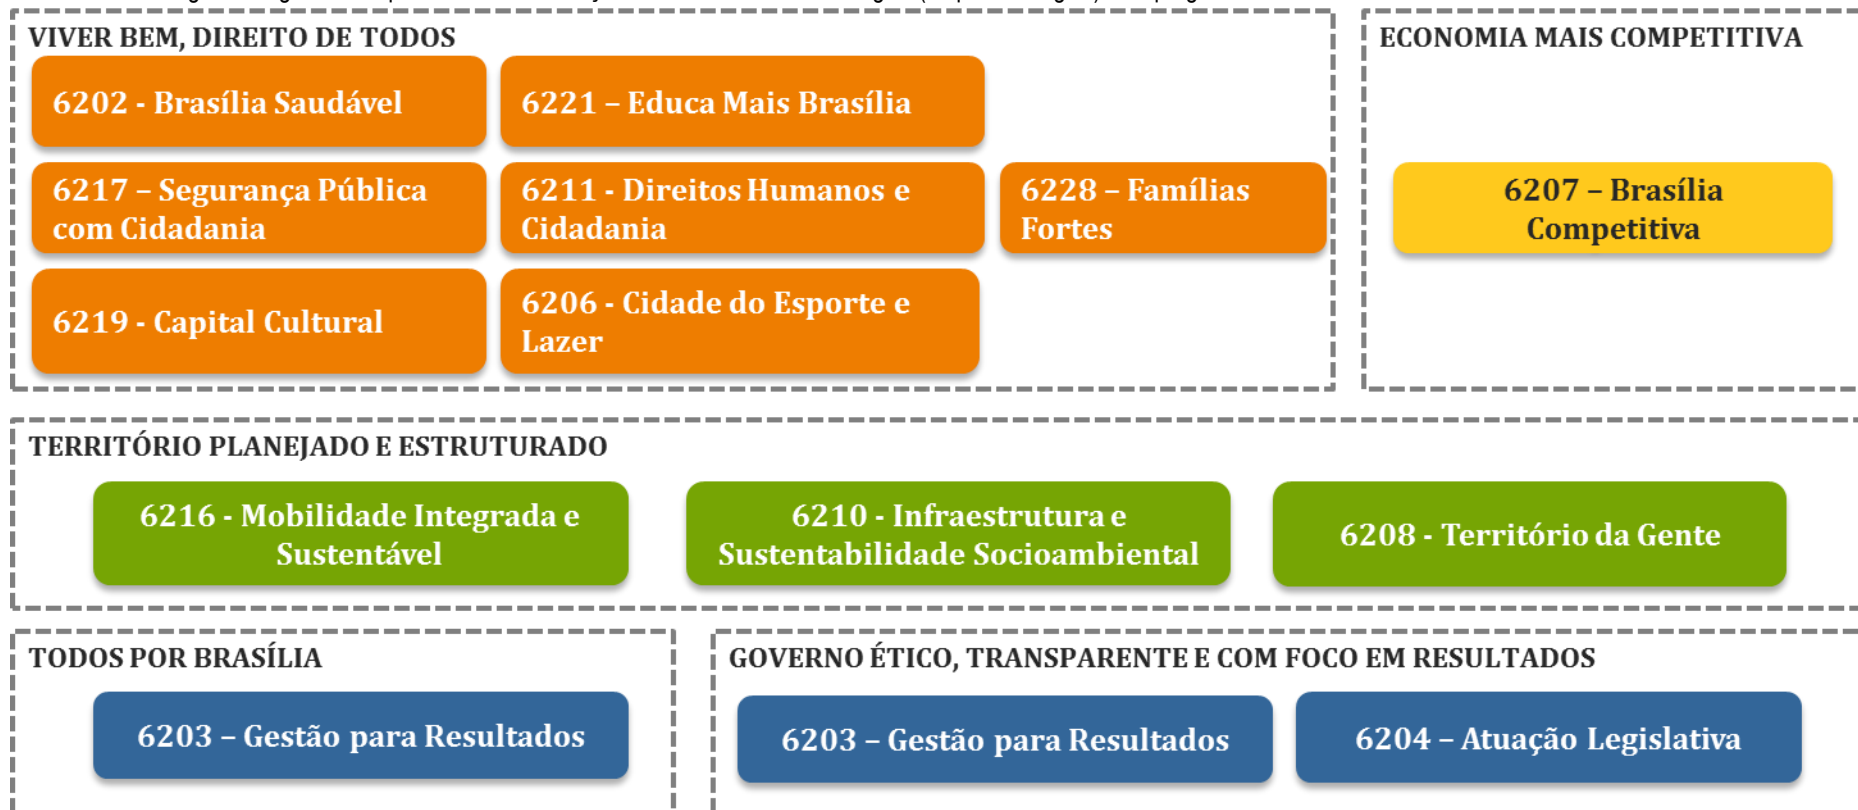 VIVER BEM, DIREITO DE TODOS
6202 - Brasília Saudável
6221 – Educa Mais Brasília
6217 – Segurança Pública
com Cidadania
6211 - Direitos Humanos e
Cidadania
6228 – Famílias
Fortes
6219 - Capital Cultural
6206 - Cidade do Esporte e
Lazer
ECONOMIA MAIS COMPETITIVA
6207 – Brasília
Competitiva
TERRITÓRIO PLANEJADO E ESTRUTURADO
6216 - Mobilidade Integrada e
Sustentável
6210 - Infraestrutura e
Sustentabilidade Socioambiental
6208 - Território da Gente
TODOS POR BRASÍLIA
6203 – Gestão para Resultados
GOVERNO ÉTICO, TRANSPARENTE E COM FOCO EM RESULTADOS
6203 – Gestão para Resultados
6204 – Atuação Legislativa